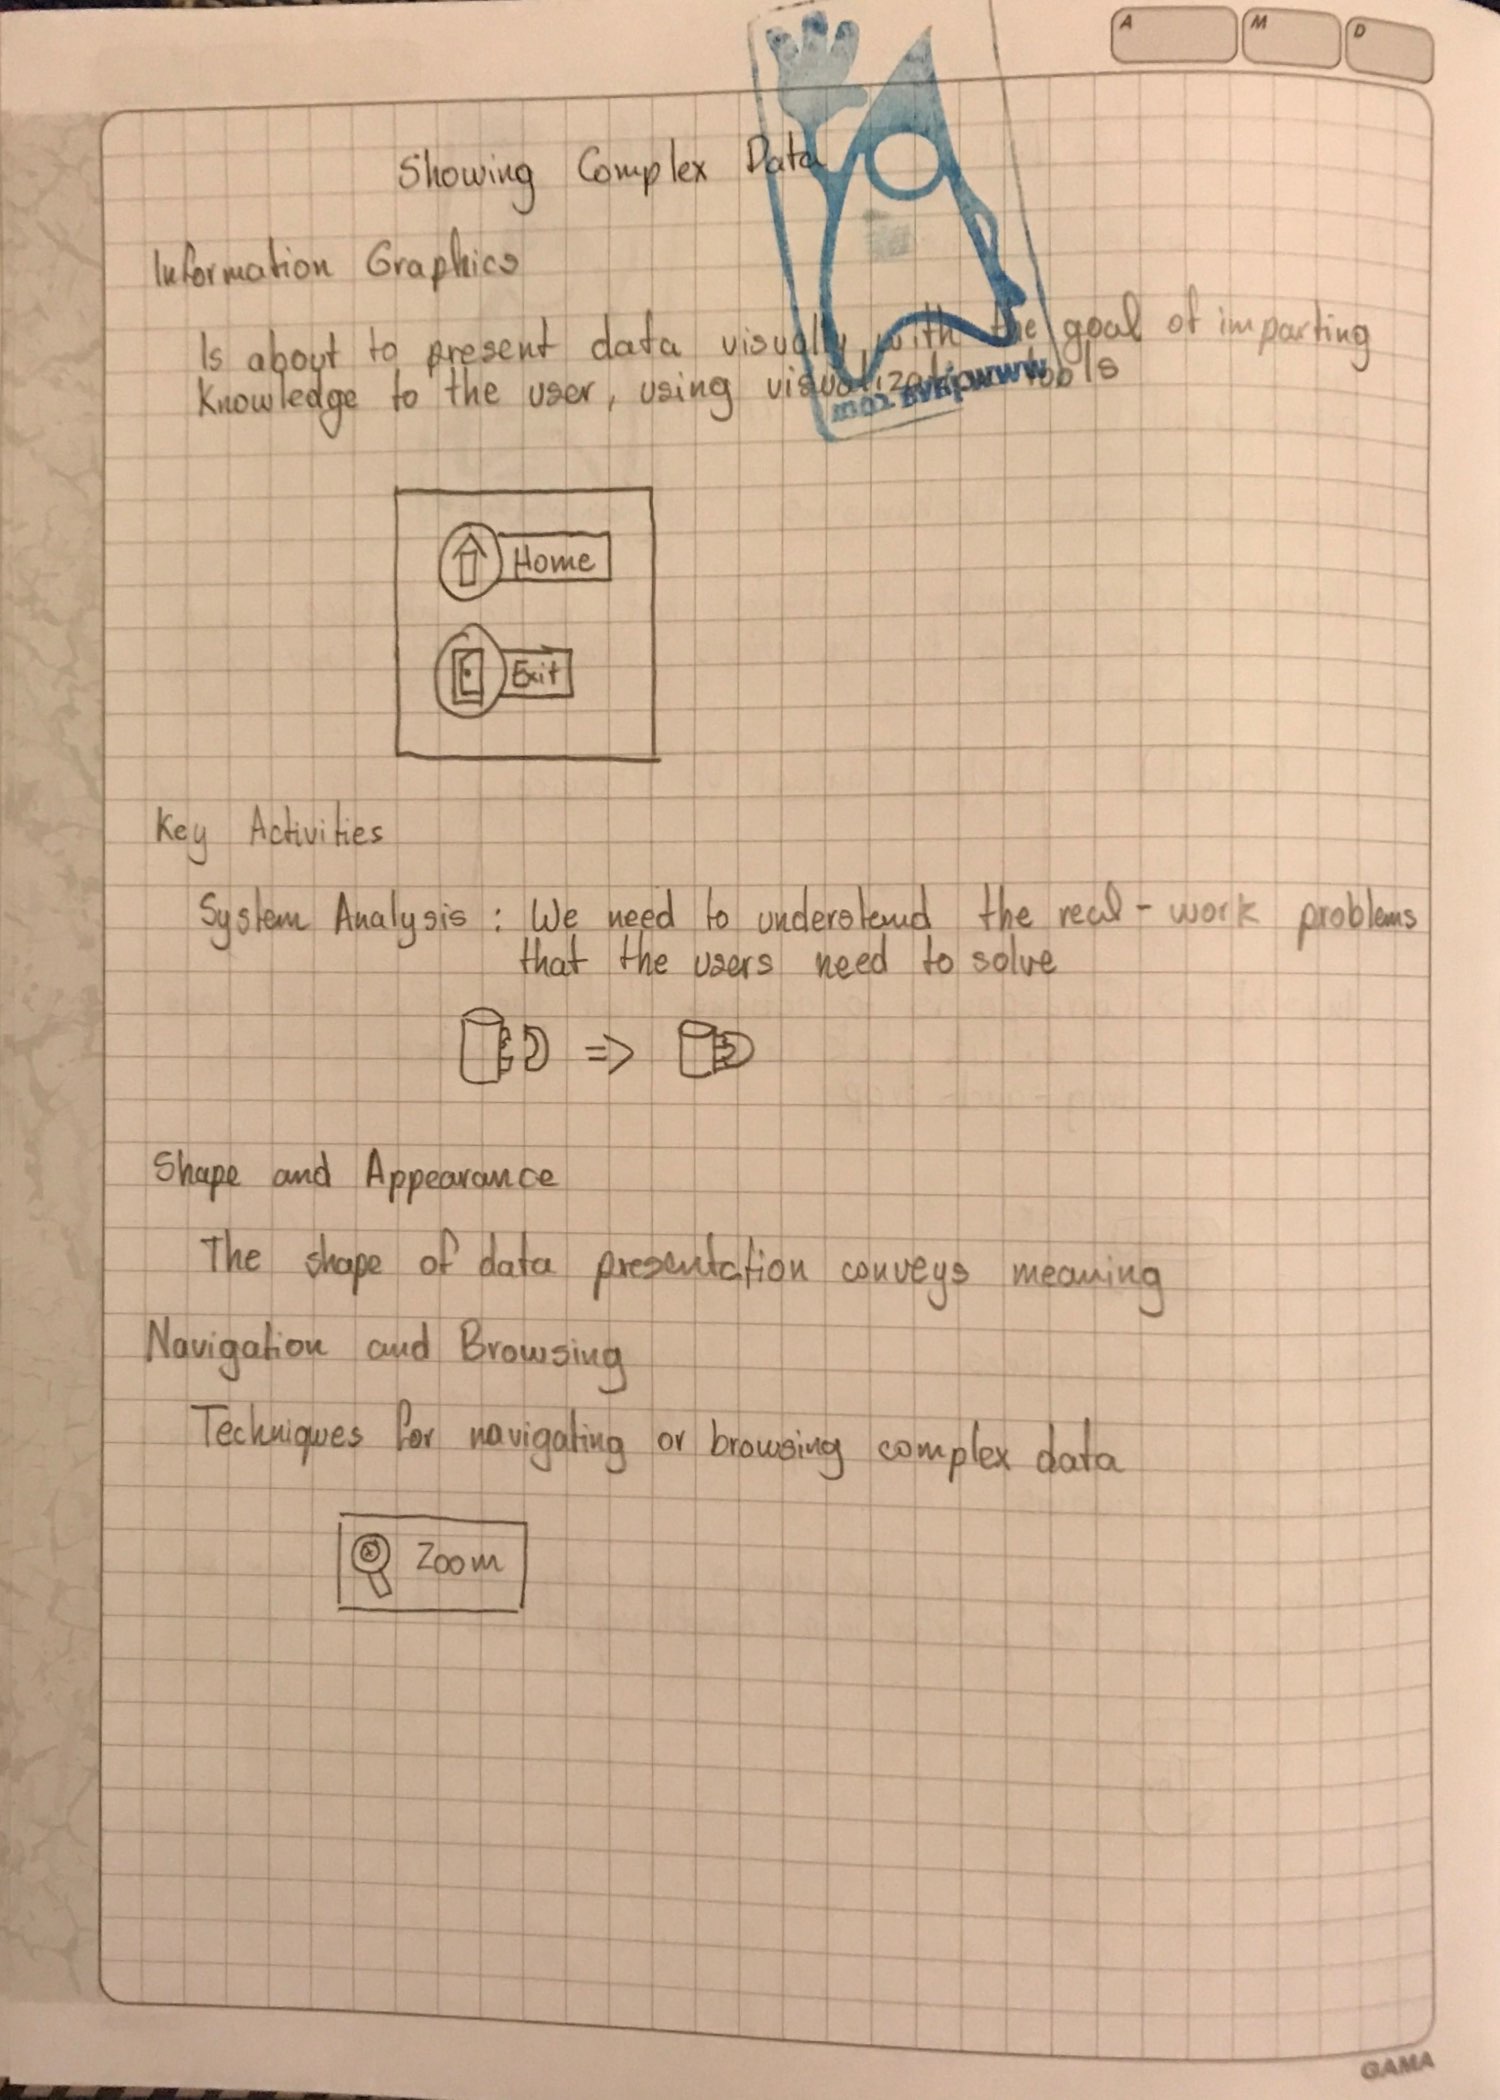 A M D
Showing Complex Data
Information Graphics
Is about to present data visually, with the goal of imparting
Knowledge to the user, using visualization tools
www.java.com
Home
Exit
Key Activities
System Analysis : We need to understand the real-work problems
that the users need to solve
=>
Shape and Appearance
The shape of data presentation conveys meaning
Navigation and Browsing
Techniques for navigating or browsing complex data
Zoom
GAMA